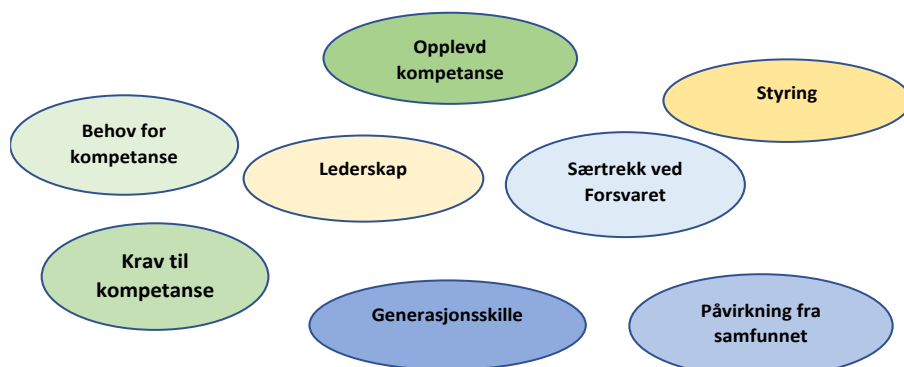 Opplevd
kompetanse
Styring
Behov for
kompetanse
Lederskap
Særtrekk ved
Forsvaret
Krav til
kompetanse
Generasjonsskille
Påvirkning fra
samfunnet